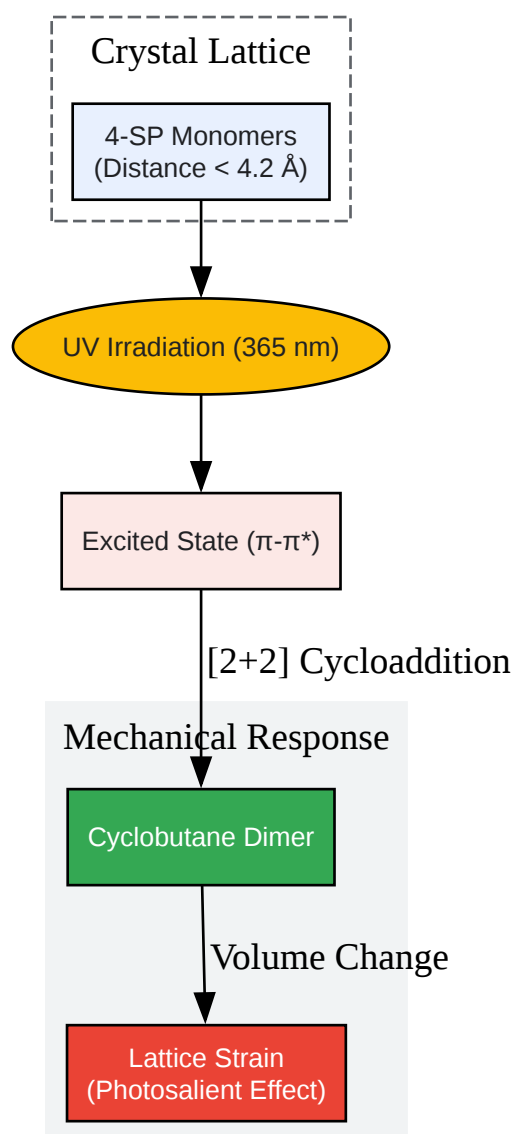 Crystal Lattice
4-SP Monomers
(Distance < 4.2 Å)
UV Irradiation (365 nm)
Excited State (π-π*)
[2+2] Cycloaddition
Mechanical Response
Cyclobutane Dimer
Volume Change
Lattice Strain
(Photosalient Effect)